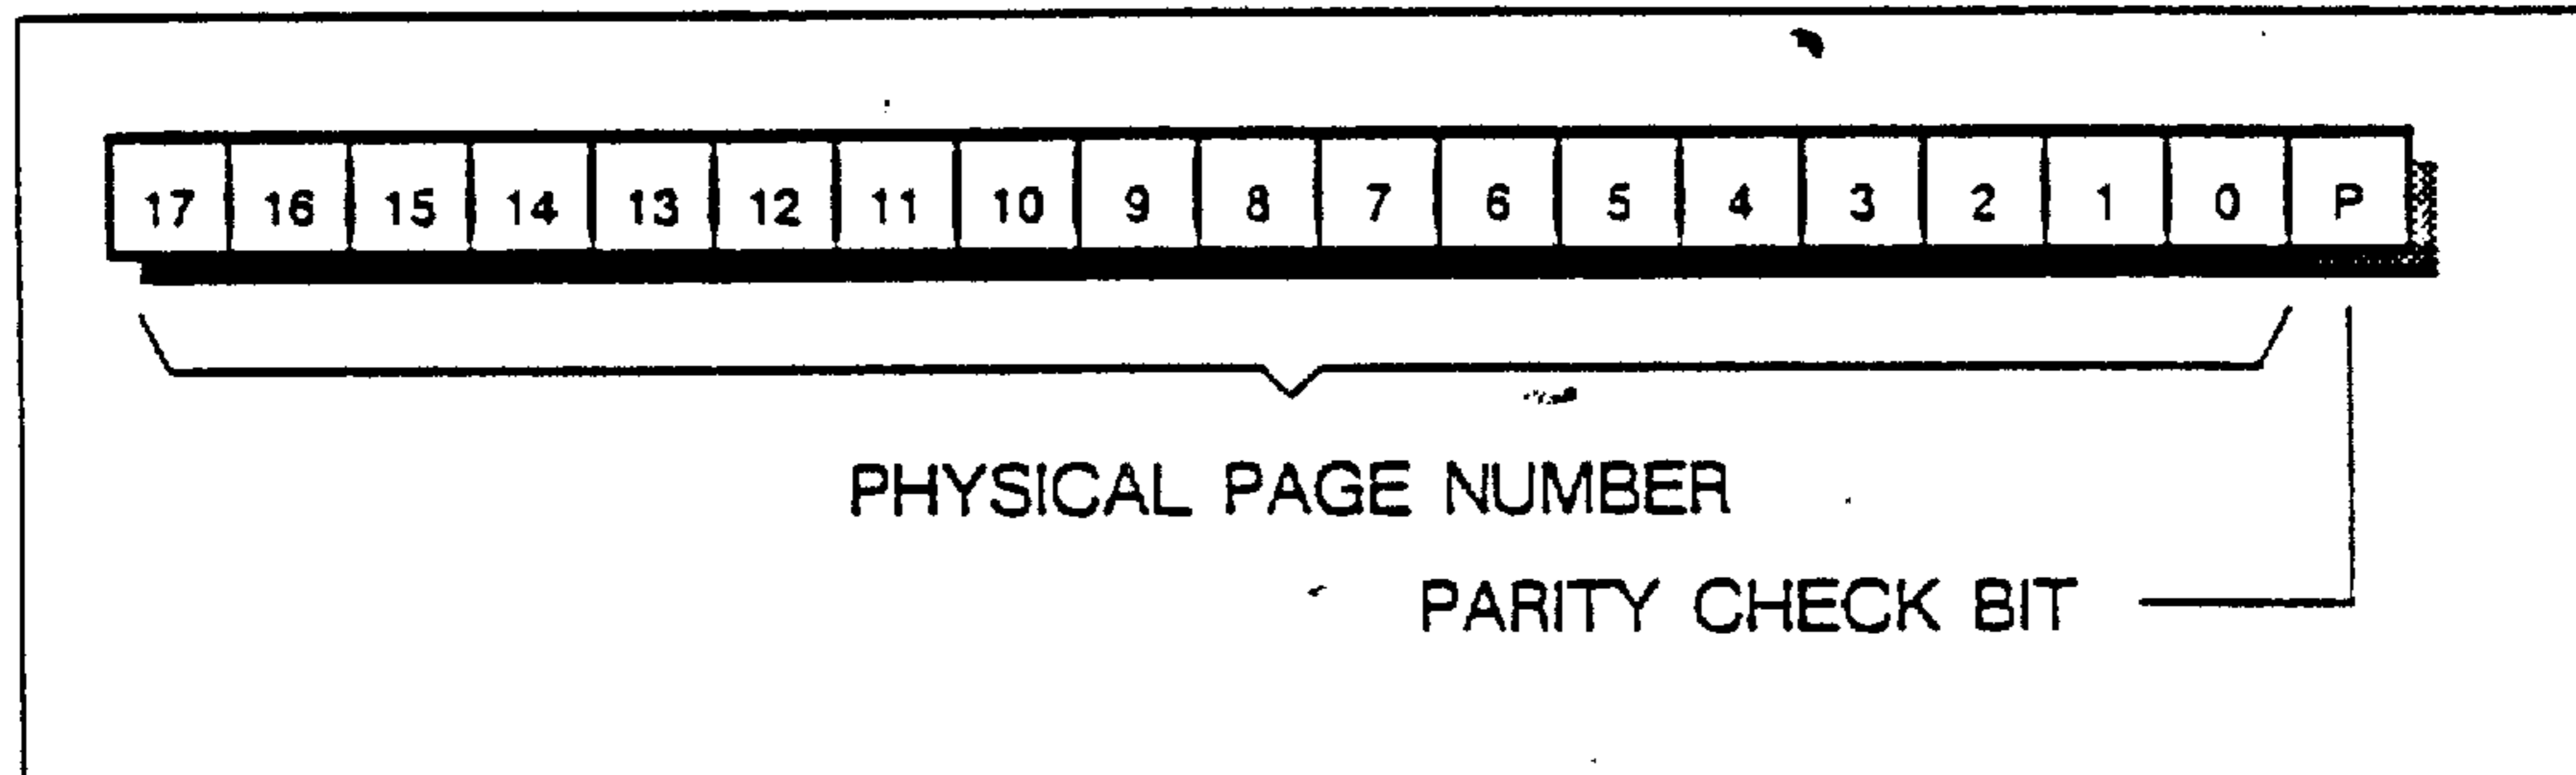 17 16 15 14 13 12 11 10 9 8 7 6 5 4 3 2 1 0 P
PHYSICAL PAGE NUMBER
PARITY CHECK BIT